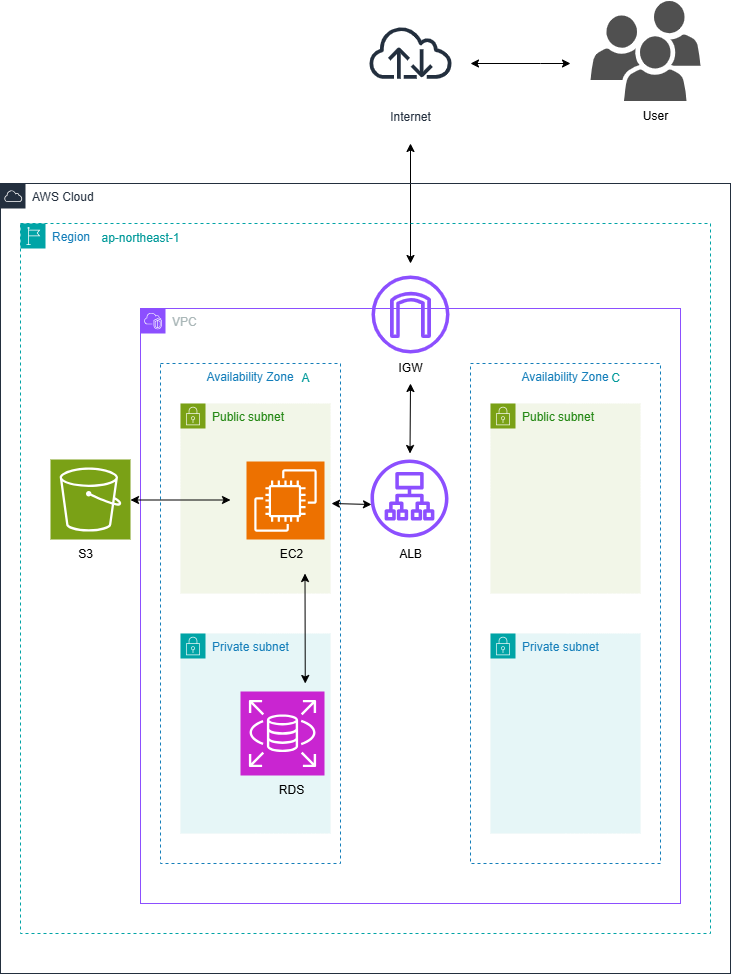 Internet
User
AWS Cloud
Region ap-northeast-1
VPC
IGW
Availability Zone A
Availability Zone C
Public subnet
Public subnet
S3
EC2
ALB
Private subnet
Private subnet
RDS